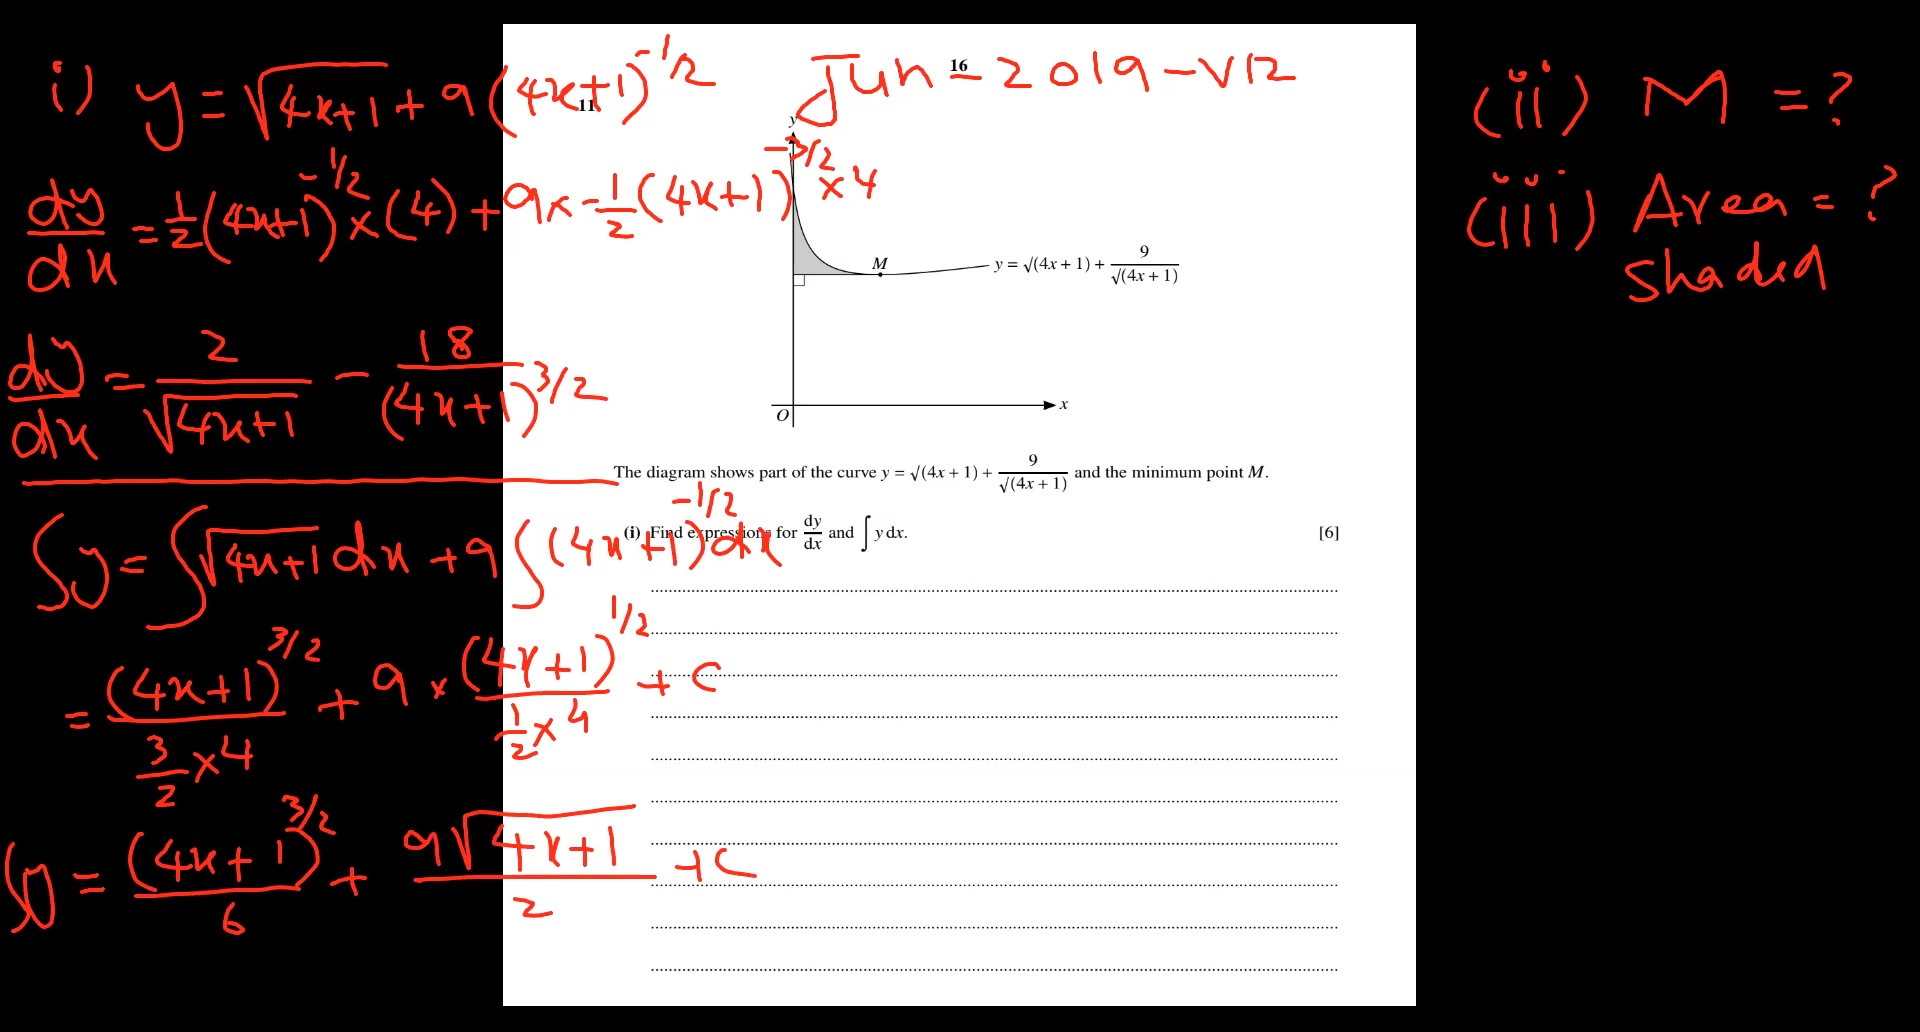 Jun - 2019 - V12
16
11
i) y = √(4x+1) + 9(4x+1)^(-1/2)
dy/dx = 1/2 (4x+1)^(-1/2) × (4) + 9 × -1/2 (4x+1)^(-3/2) × 4
dy/dx = 2/√(4x+1) - 18/(4x+1)^(3/2)
∫y = ∫√(4x+1) dx + 9∫(4x+1)^(-1/2) dx
= (4x+1)^(3/2)/(3/2 × 4) + 9 × (4x+1)^(1/2)/(1/2 × 4) + C
∫y = (4x+1)^(3/2)/6 + 9√(4x+1)/2 + C
y
M
y = √(4x + 1) + 9/√(4x + 1)
O
x
The diagram shows part of the curve y = √(4x + 1) + 9/√(4x + 1) and the minimum point M.
(i) Find expressions for dy/dx and ∫ y dx. [6]
(ii) M = ?
(iii) Area = ?
shaded